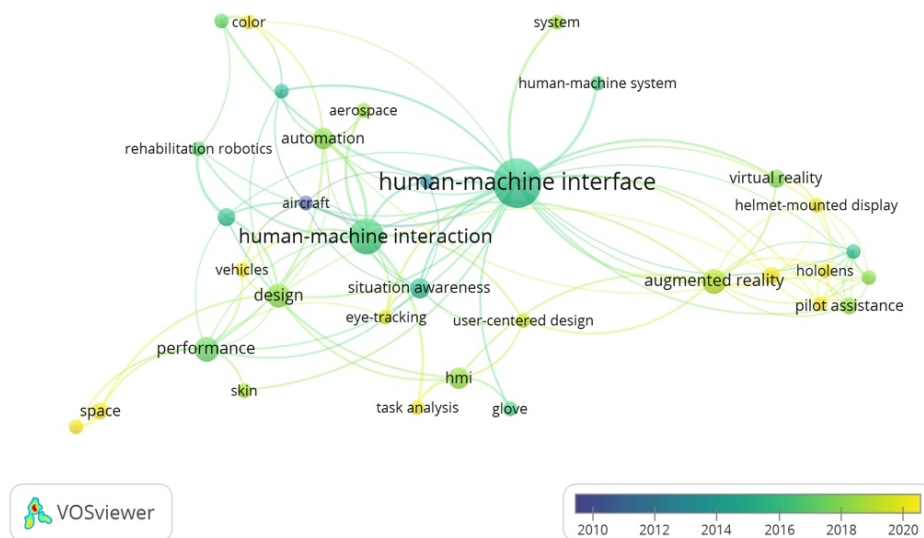 color
system
human-machine system
aerospace
automation
rehabilitation robotics
virtual reality
human-machine interface
aircraft
helmet-mounted display
human-machine interaction
vehicles
hololens
augmented reality
situation awareness
design
pilot assistance
eye-tracking
user-centered design
performance
hmi
skin
task analysis
glove
space
VOSviewer
2010 2012 2014 2016 2018 2020